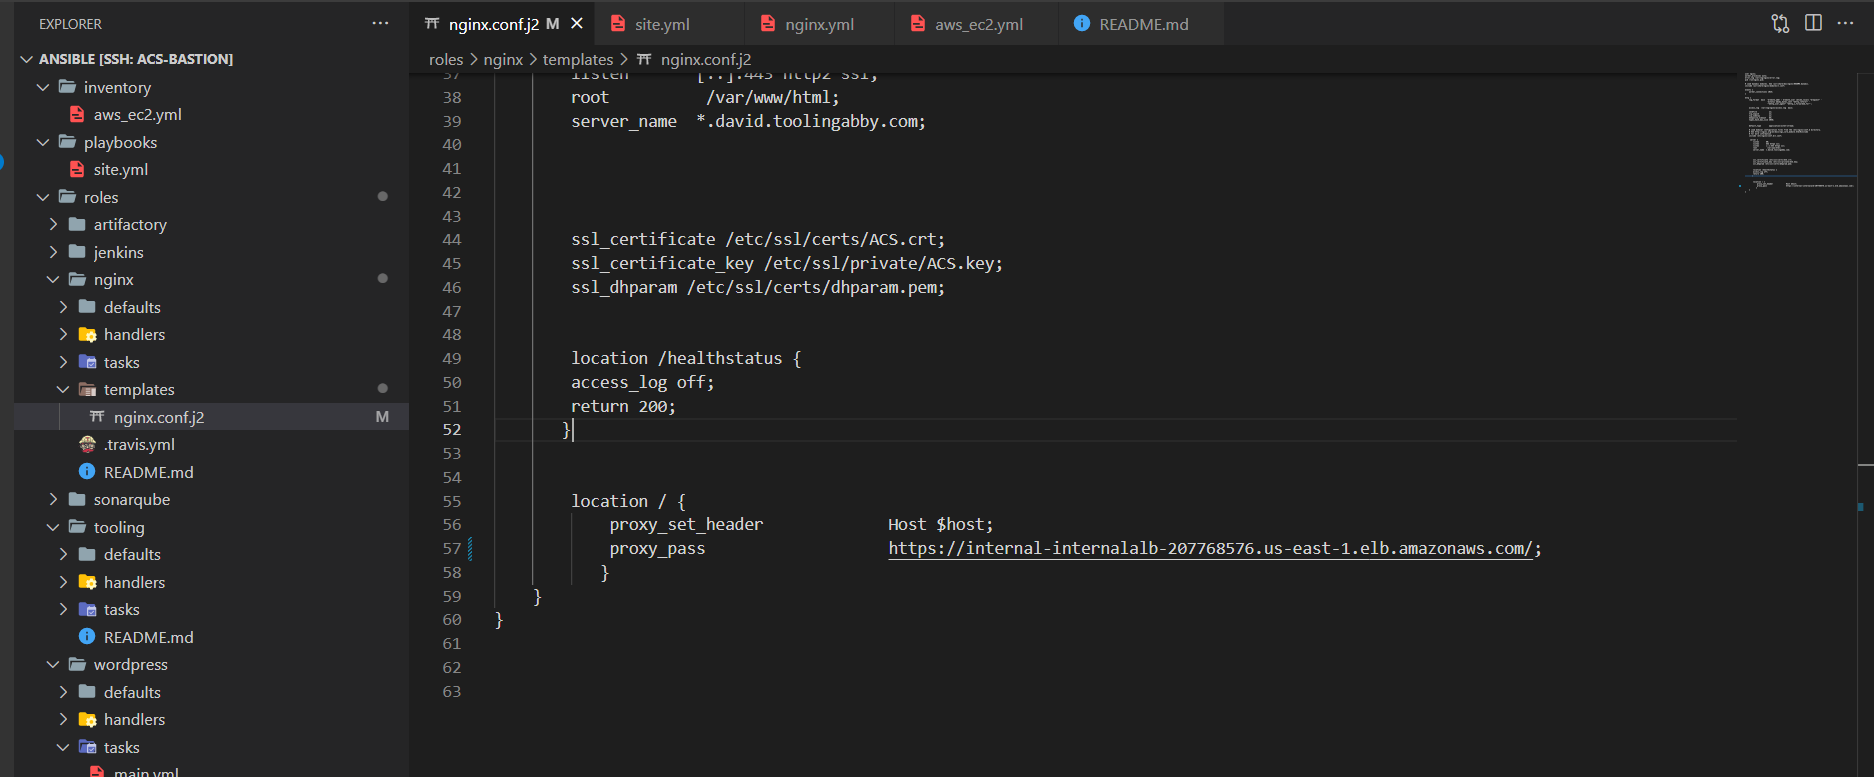 EXPLORER
ANSIBLE [SSH: ACS-BASTION]
inventory
aws_ec2.yml
playbooks
site.yml
roles
artifactory
jenkins
nginx
defaults
handlers
tasks
templates
nginx.conf.j2 M
.travis.yml
README.md
sonarqube
tooling
defaults
handlers
tasks
README.md
wordpress
defaults
handlers
tasks
main.yml
nginx.conf.j2 M
site.yml
nginx.yml
aws_ec2.yml
README.md
roles > nginx > templates > nginx.conf.j2
37 listen [::]:443 http2 ssl;
38 root /var/www/html;
39 server_name *.david.toolingabby.com;
40
41
42
43
44 ssl_certificate /etc/ssl/certs/ACS.crt;
45 ssl_certificate_key /etc/ssl/private/ACS.key;
46 ssl_dhparam /etc/ssl/certs/dhparam.pem;
47
48
49 location /healthstatus {
50 access_log off;
51 return 200;
52 }
53
54
55 location / {
56 proxy_set_header Host $host;
57 proxy_pass https://internal-internalalb-207768576.us-east-1.elb.amazonaws.com/;
58 }
59 }
60 }
61
62
63